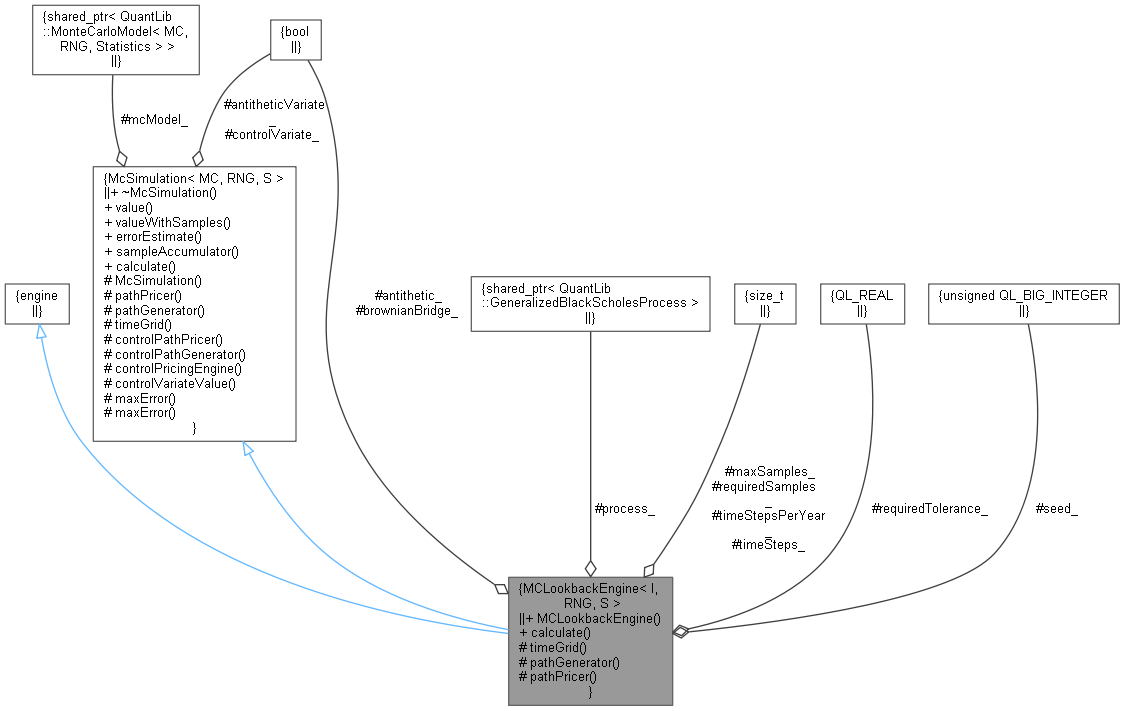 {shared_ptr< QuantLib
::MonteCarloModel< MC,
RNG, Statistics > >
||}
{bool
||}
#mcModel_
#antitheticVariate
_
#controlVariate_
{McSimulation< MC, RNG, S >
||+ ~McSimulation()
+ value()
+ valueWithSamples()
+ errorEstimate()
+ sampleAccumulator()
+ calculate()
# McSimulation()
# pathPricer()
# pathGenerator()
# timeGrid()
# controlPathPricer()
# controlPathGenerator()
# controlPricingEngine()
# controlVariateValue()
# maxError()
# maxError()
}
{engine
||}
#antithetic_
#brownianBridge_
{shared_ptr< QuantLib
::GeneralizedBlackScholesProcess >
||}
{size_t
||}
{QL_REAL
||}
{unsigned QL_BIG_INTEGER
||}
#process_
#maxSamples_
#requiredSamples
_
#timeStepsPerYear
_
#timeSteps_
#requiredTolerance_
#seed_
{MCLookbackEngine< I,
RNG, S >
||+ MCLookbackEngine()
+ calculate()
# timeGrid()
# pathGenerator()
# pathPricer()
}